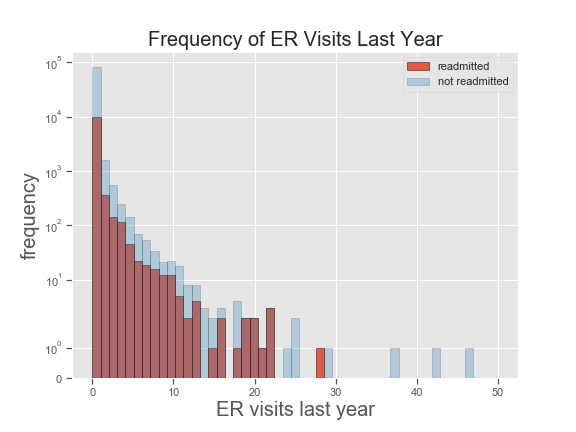 Frequency of ER Visits Last Year
readmitted
not readmitted
frequency
10^5
10^4
10^3
10^2
10^1
10^0
0
0 10 20 30 40 50
ER visits last year